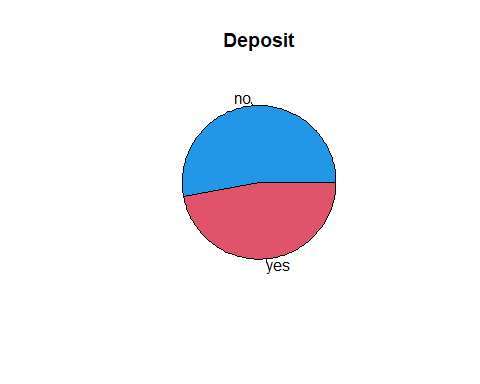 Deposit
no
yes